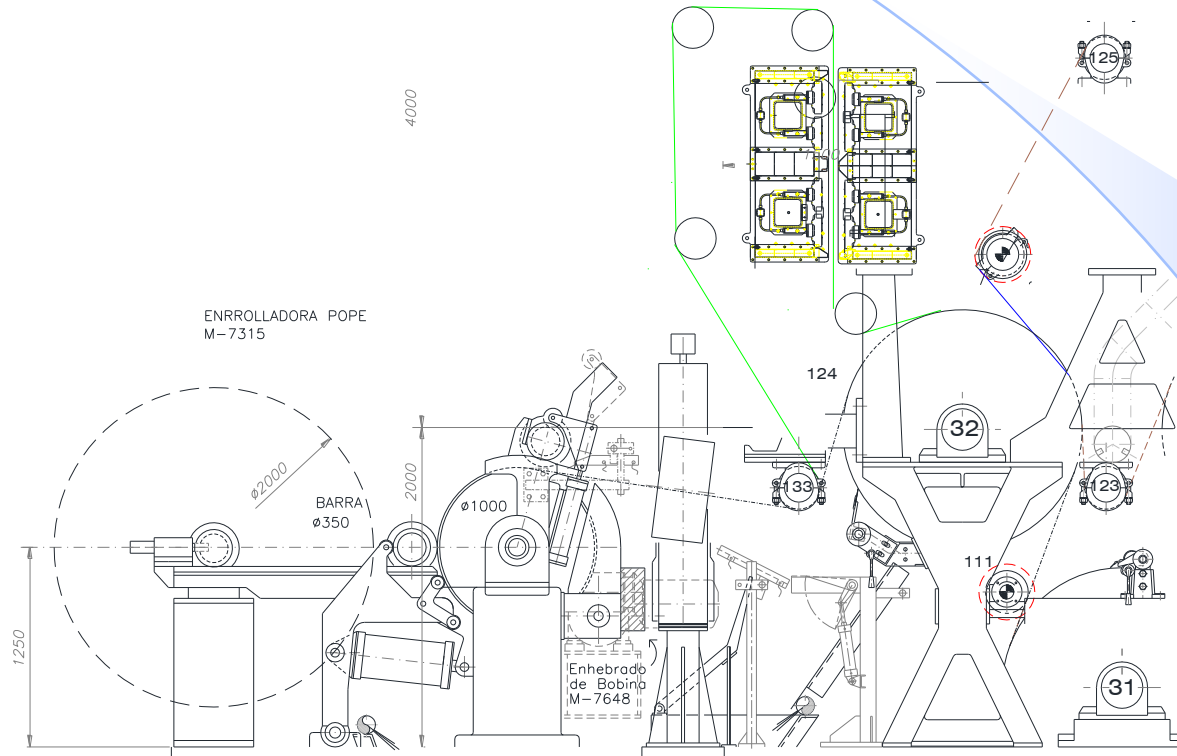 4000
125
1500
ENRROLLADORA POPE
M-7315
124
32
ø2000
2000
BARRA
ø350
ø1000
133
123
111
1250
Enhebrado
de Bobina
M-7648
31